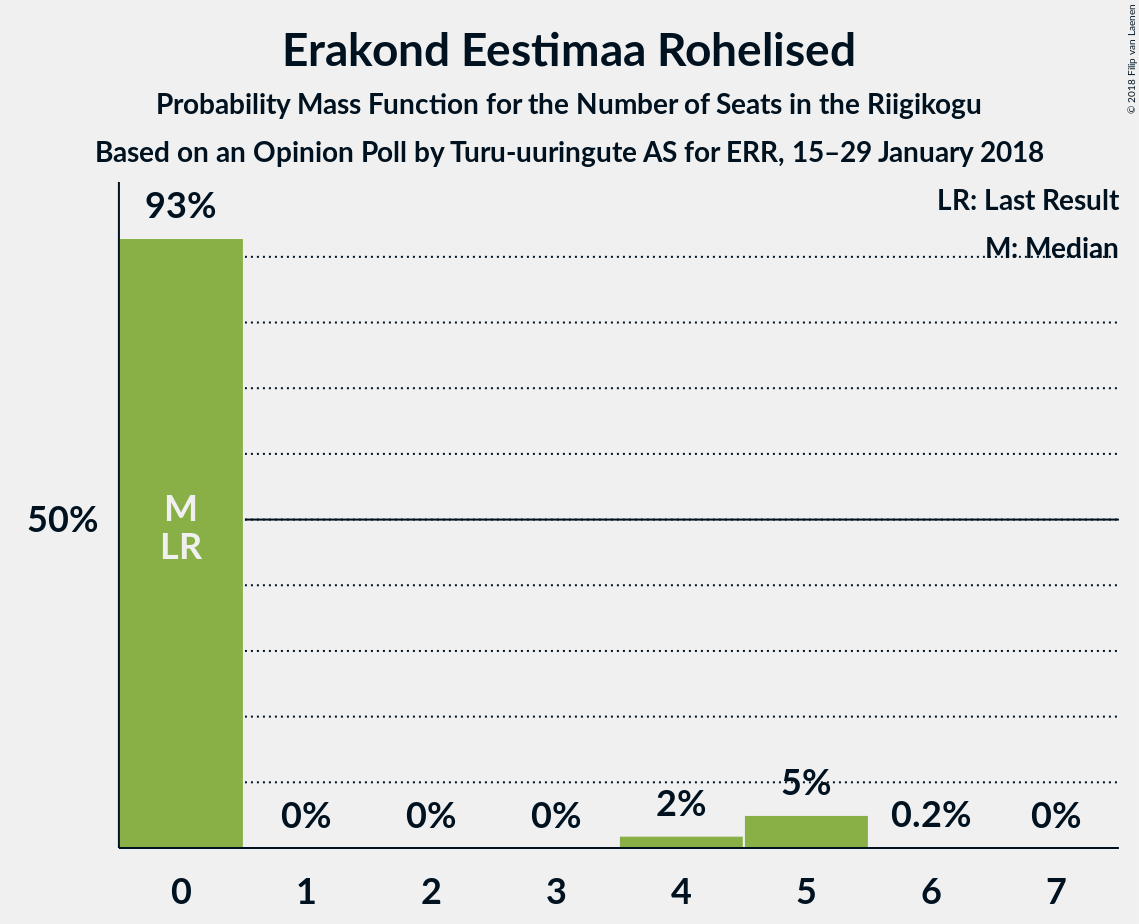 Erakond Eestimaa Rohelised
Probability Mass Function for the Number of Seats in the Riigikogu
Based on an Opinion Poll by Turu-uuringute AS for ERR, 15–29 January 2018
© 2018 Filip van Laenen
LR: Last Result
M: Median
93%
50%
M
LR
0% 0% 0% 2% 5% 0.2% 0%
0 1 2 3 4 5 6 7